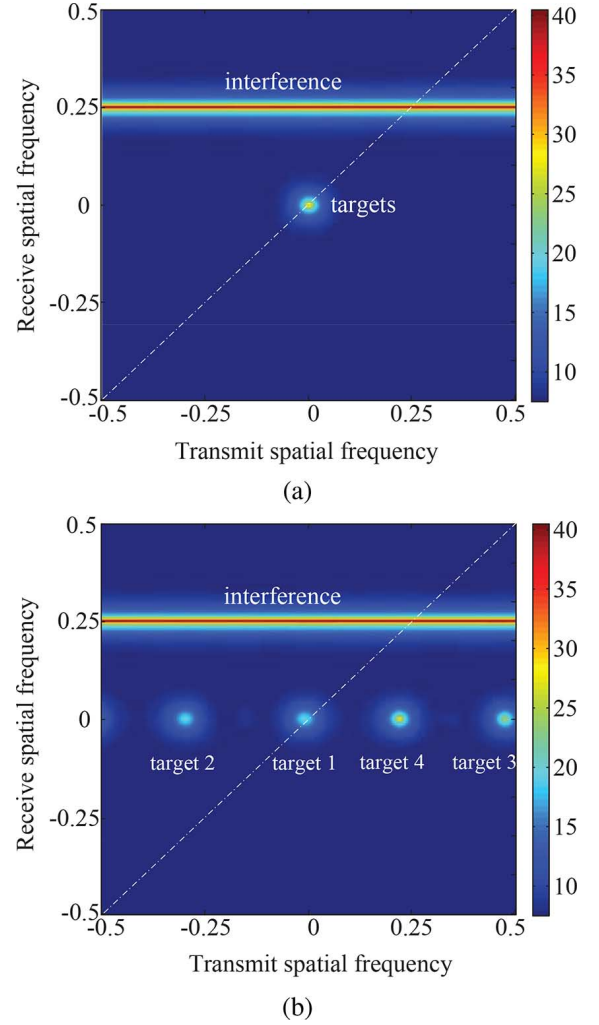 0.5
0.25
0
-0.25
-0.5
Receive spatial frequency
interference
targets
-0.5 -0.25 0 0.25 0.5
Transmit spatial frequency
40
35
30
25
20
15
10
(a)
0.5
0.25
0
-0.25
-0.5
Receive spatial frequency
interference
target 2 target 1 target 4 target 3
-0.5 -0.25 0 0.25 0.5
Transmit spatial frequency
40
35
30
25
20
15
10
(b)